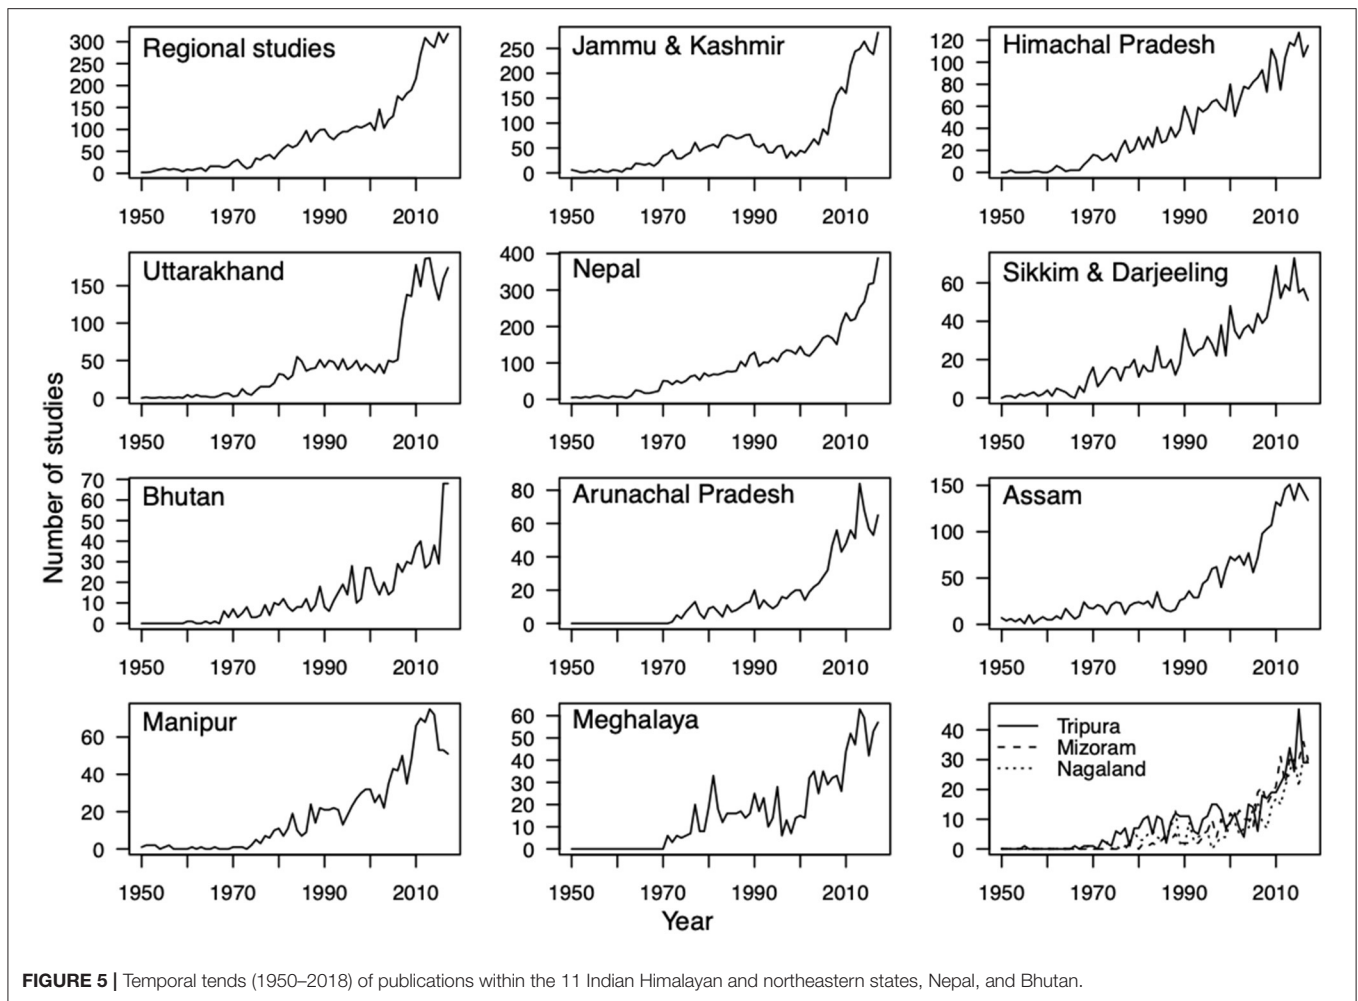 Number of studies
Regional studies
300
250
200
150
100
50
0
1950 1970 1990 2010
Jammu & Kashmir
250
200
150
100
50
0
1950 1970 1990 2010
Himachal Pradesh
120
100
80
60
40
20
0
1950 1970 1990 2010
Uttarakhand
150
100
50
0
1950 1970 1990 2010
Nepal
400
300
200
100
0
1950 1970 1990 2010
Sikkim & Darjeeling
60
40
20
0
1950 1970 1990 2010
Bhutan
70
60
50
40
30
20
10
0
1950 1970 1990 2010
Arunachal Pradesh
80
60
40
20
0
1950 1970 1990 2010
Assam
150
100
50
0
1950 1970 1990 2010
Manipur
60
40
20
0
1950 1970 1990 2010
Meghalaya
60
50
40
30
20
10
0
1950 1970 1990 2010
Tripura
Mizoram
Nagaland
40
30
20
10
0
1950 1970 1990 2010
Year
FIGURE 5 | Temporal tends (1950–2018) of publications within the 11 Indian Himalayan and northeastern states, Nepal, and Bhutan.